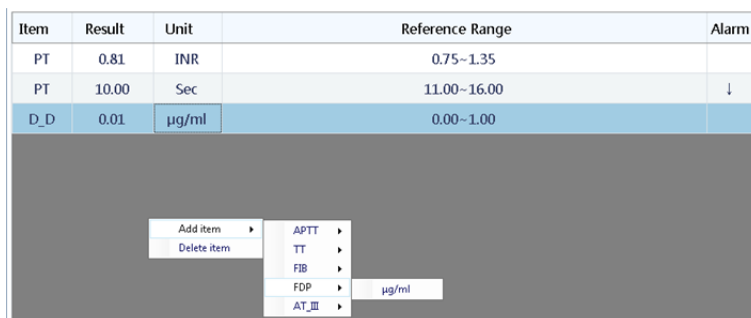 Item Result Unit Reference Range Alarm
PT 0.81 INR 0.75~1.35
PT 10.00 Sec 11.00~16.00 ↓
D_D 0.01 µg/ml 0.00~1.00
Add item
Delete item
APTT
TT
FIB
FDP
AT_Ⅲ
µg/ml